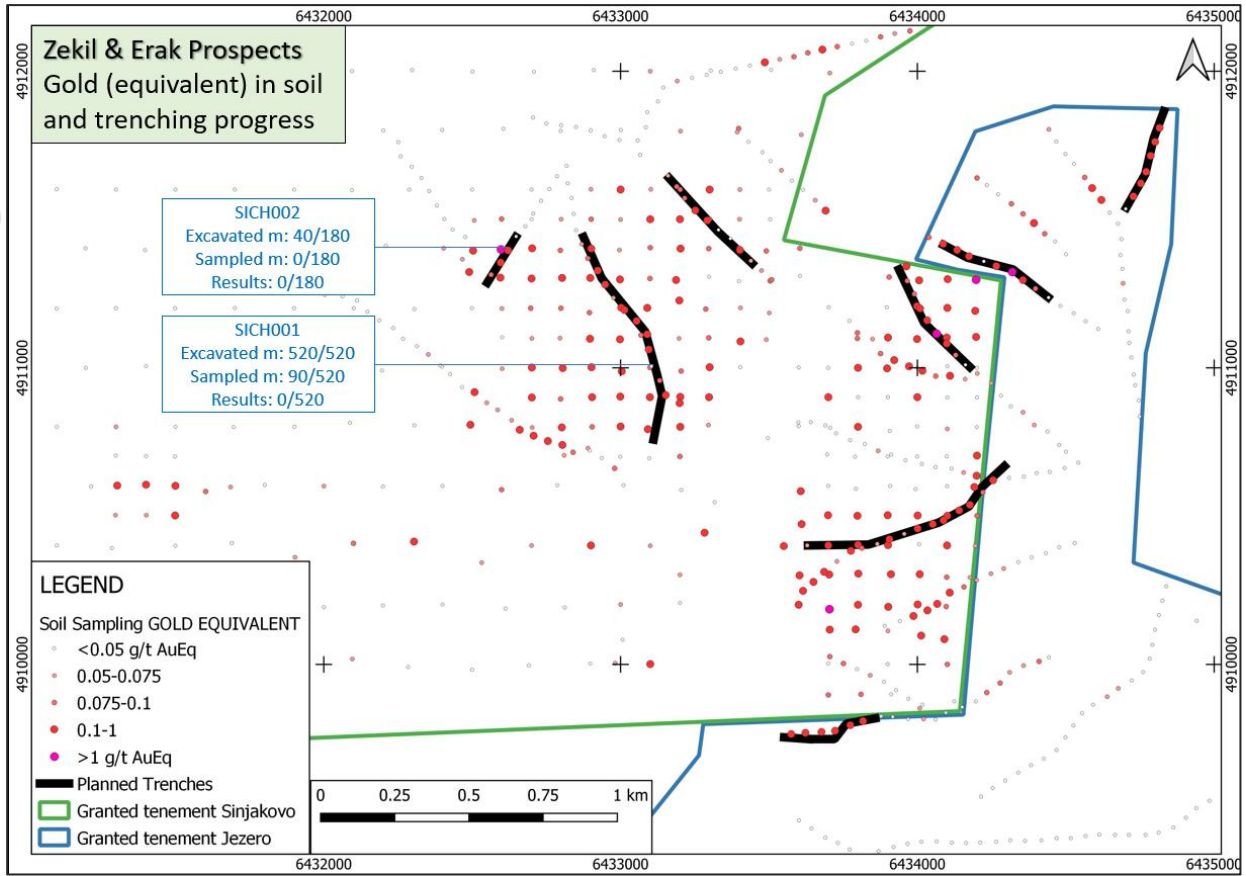 6432000 6433000 6434000 6435000
Zekil & Erak Prospects
Gold (equivalent) in soil
and trenching progress
4912000 4912000
SICH002
Excavated m: 40/180
Sampled m: 0/180
Results: 0/180
SICH001
Excavated m: 520/520
Sampled m: 90/520
Results: 0/520
4911000 4911000
LEGEND
Soil Sampling GOLD EQUIVALENT
<0.05 g/t AuEq
0.05-0.075
0.075-0.1
0.1-1
>1 g/t AuEq
Planned Trenches
Granted tenement Sinjakovo
Granted tenement Jezero
4910000 4910000
0 0.25 0.5 0.75 1 km
6432000 6433000 6434000 6435000